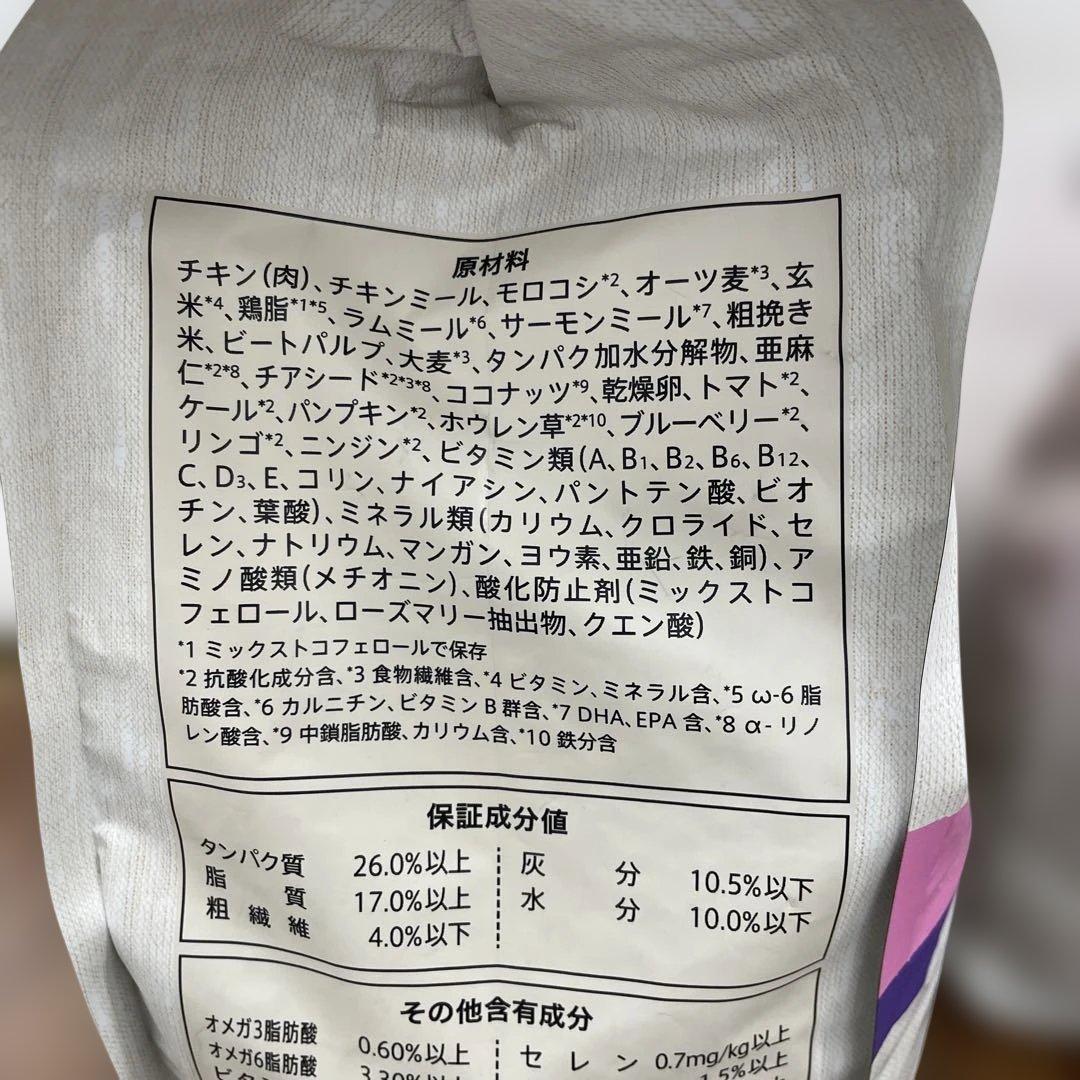 原材料
チキン(肉)、チキンミール、モロコシ*2、オーツ麦*3、玄
米*4、鶏脂*1*5、ラムミール*6、サーモンミール*7、粗挽き
米、ビートパルプ、大麦*3、タンパク加水分解物、亜麻
仁*2*8、チアシード*2*3*8、ココナッツ*9、乾燥卵、トマト*2、
ケール*2、パンプキン*2、ホウレン草*2*10、ブルーベリー*2、
リンゴ*2、ニンジン*2、ビタミン類(A、B1、B2、B6、B12、
C、D3、E、コリン、ナイアシン、パントテン酸、ビオ
チン、葉酸)、ミネラル類(カリウム、クロライド、セ
レン、ナトリウム、マンガン、ヨウ素、亜鉛、鉄、銅)、ア
ミノ酸類(メチオニン)、酸化防止剤(ミックストコ
フェロール、ローズマリー抽出物、クエン酸)
*1 ミックストコフェロールで保存
*2 抗酸化成分含、*3 食物繊維含、*4 ビタミン、ミネラル含、*5 ω-6 脂
肪酸含、*6 カルニチン、ビタミンB群含、*7 DHA、EPA 含、*8 α-リノ
レン酸含、*9 中鎖脂肪酸、カリウム含、*10 鉄分含
保証成分値
タンパク質 26.0%以上 灰分 10.5%以下
脂質 17.0%以上 水分 10.0%以下
粗繊維 4.0%以下
その他含有成分
オメガ3脂肪酸 0.60%以上 セレン 0.7mg/kg以上
オメガ6脂肪酸